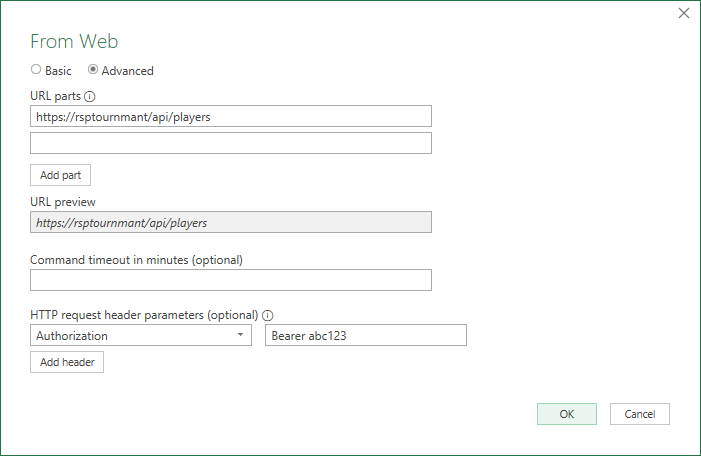 From Web
Basic Advanced
URL parts
https://rsptournmant/api/players
Add part
URL preview
https://rsptournmant/api/players
Command timeout in minutes (optional)
HTTP request header parameters (optional)
Authorization Bearer abc123
Add header
OK Cancel